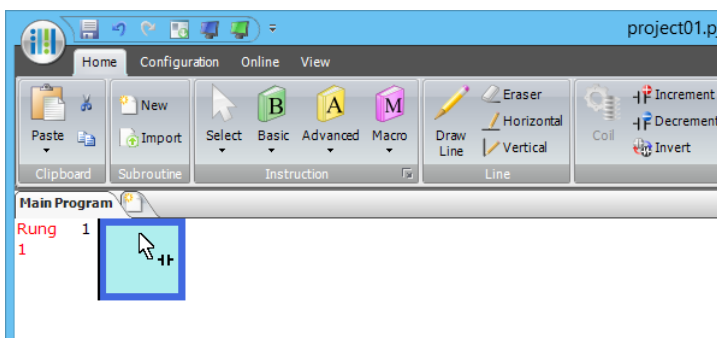 project01.pj
Home Configuration Online View
Paste
New
Import
Select
B
Basic
A
Advanced
M
Macro
Draw
Line
Eraser
Horizontal
Vertical
Coil
Increment
Decrement
Invert
Clipboard Subroutine Instruction Line
Main Program
Rung 1
1